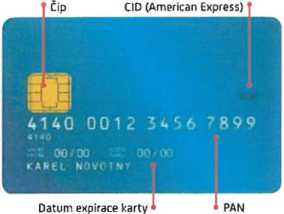 Čip CID (American Express)
4140 0012 3456 7899
4140
00/00 00/00
KAREL NOVOTNY
Datum expirace karty PAN